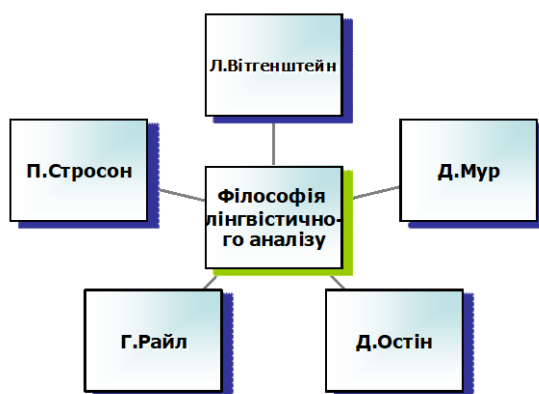 Л.Вітгенштейн
П.Стросон
Д.Мур
Філософія
лінгвістично-
го аналізу
Г.Райл
Д.Остін